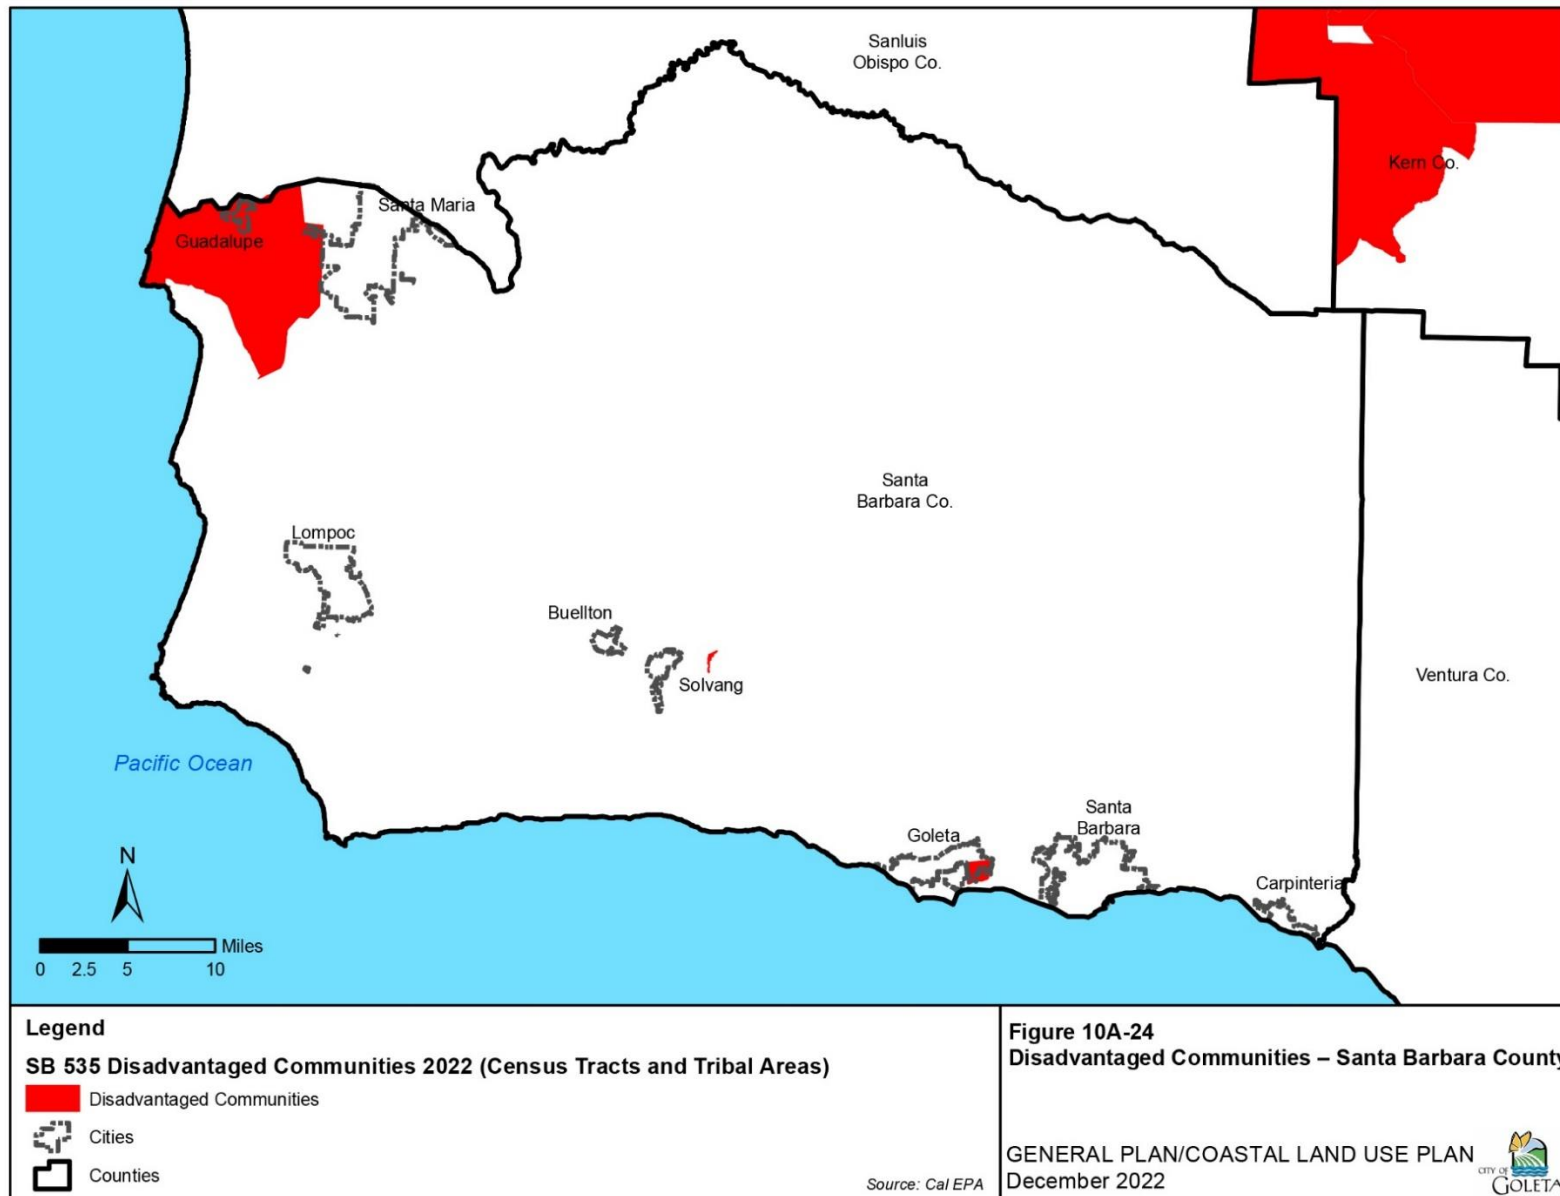 Sanluis
Obispo Co.
Kern Co.
Santa Maria
Guadalupe
Santa
Barbara Co.
Lompoc
Buellton
Solvang
Ventura Co.
Pacific Ocean
Goleta
Santa
Barbara
Carpinteria
N
Miles
0 2.5 5 10
Legend
SB 535 Disadvantaged Communities 2022 (Census Tracts and Tribal Areas)
Disadvantaged Communities
Cities
Counties
Source: Cal EPA
Figure 10A-24
Disadvantaged Communities – Santa Barbara County
GENERAL PLAN/COASTAL LAND USE PLAN
December 2022
CITY OF
GOLETA